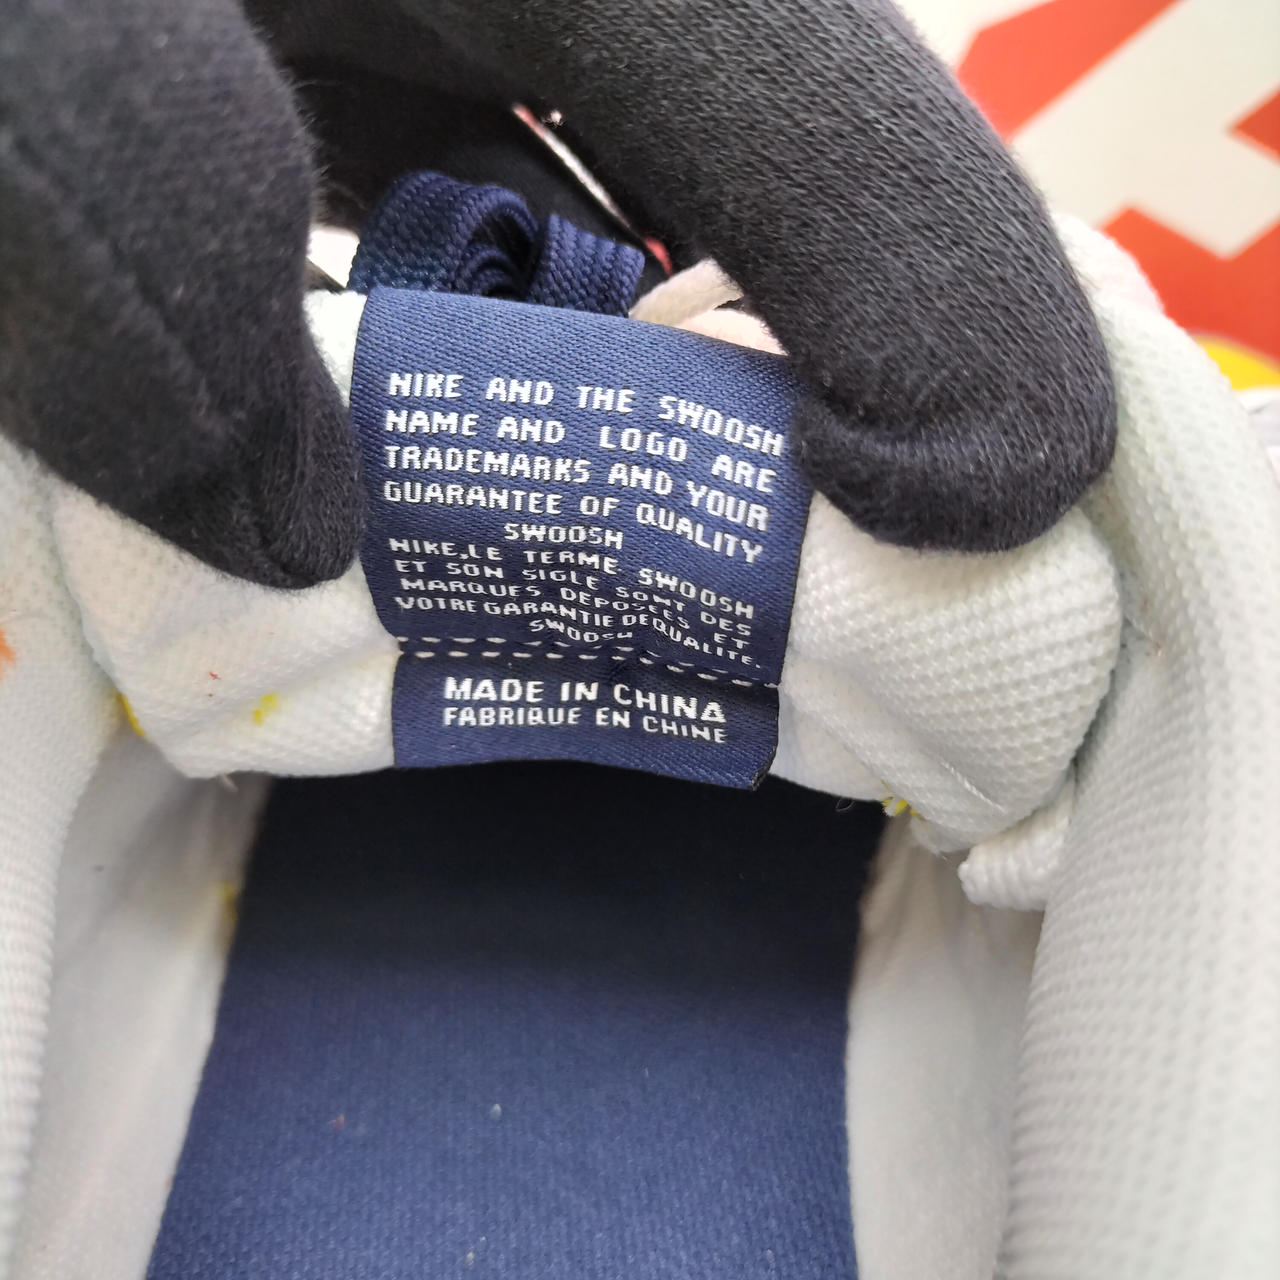 NIKE AND THE SWOOSH
NAME AND LOGO ARE
TRADEMARKS AND YOUR
GUARANTEE OF QUALITY
SWOOSH
NIKE,LE TERME SWOOSH
ET SON SIGLE SONT DES
MARQUES DEPOSEES ET
VOTRE GARANTIE DE QUALITE.
SWOOSH
MADE IN CHINA
FABRIQUE EN CHINE